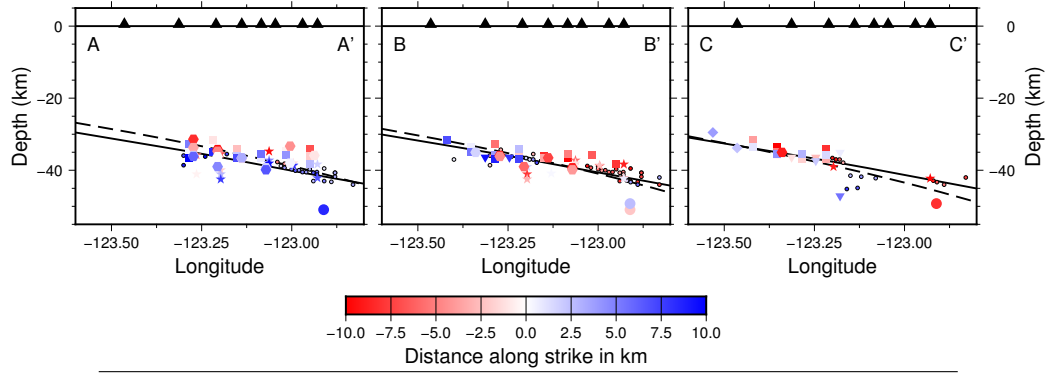 A A' B B' C C'
0 0
−20 −20
−40 −40
Depth (km) Depth (km)
−123.50 −123.25 −123.00 −123.50 −123.25 −123.00 −123.50 −123.25 −123.00
Longitude Longitude Longitude
−10.0 −7.5 −5.0 −2.5 0.0 2.5 5.0 7.5 10.0
Distance along strike in km